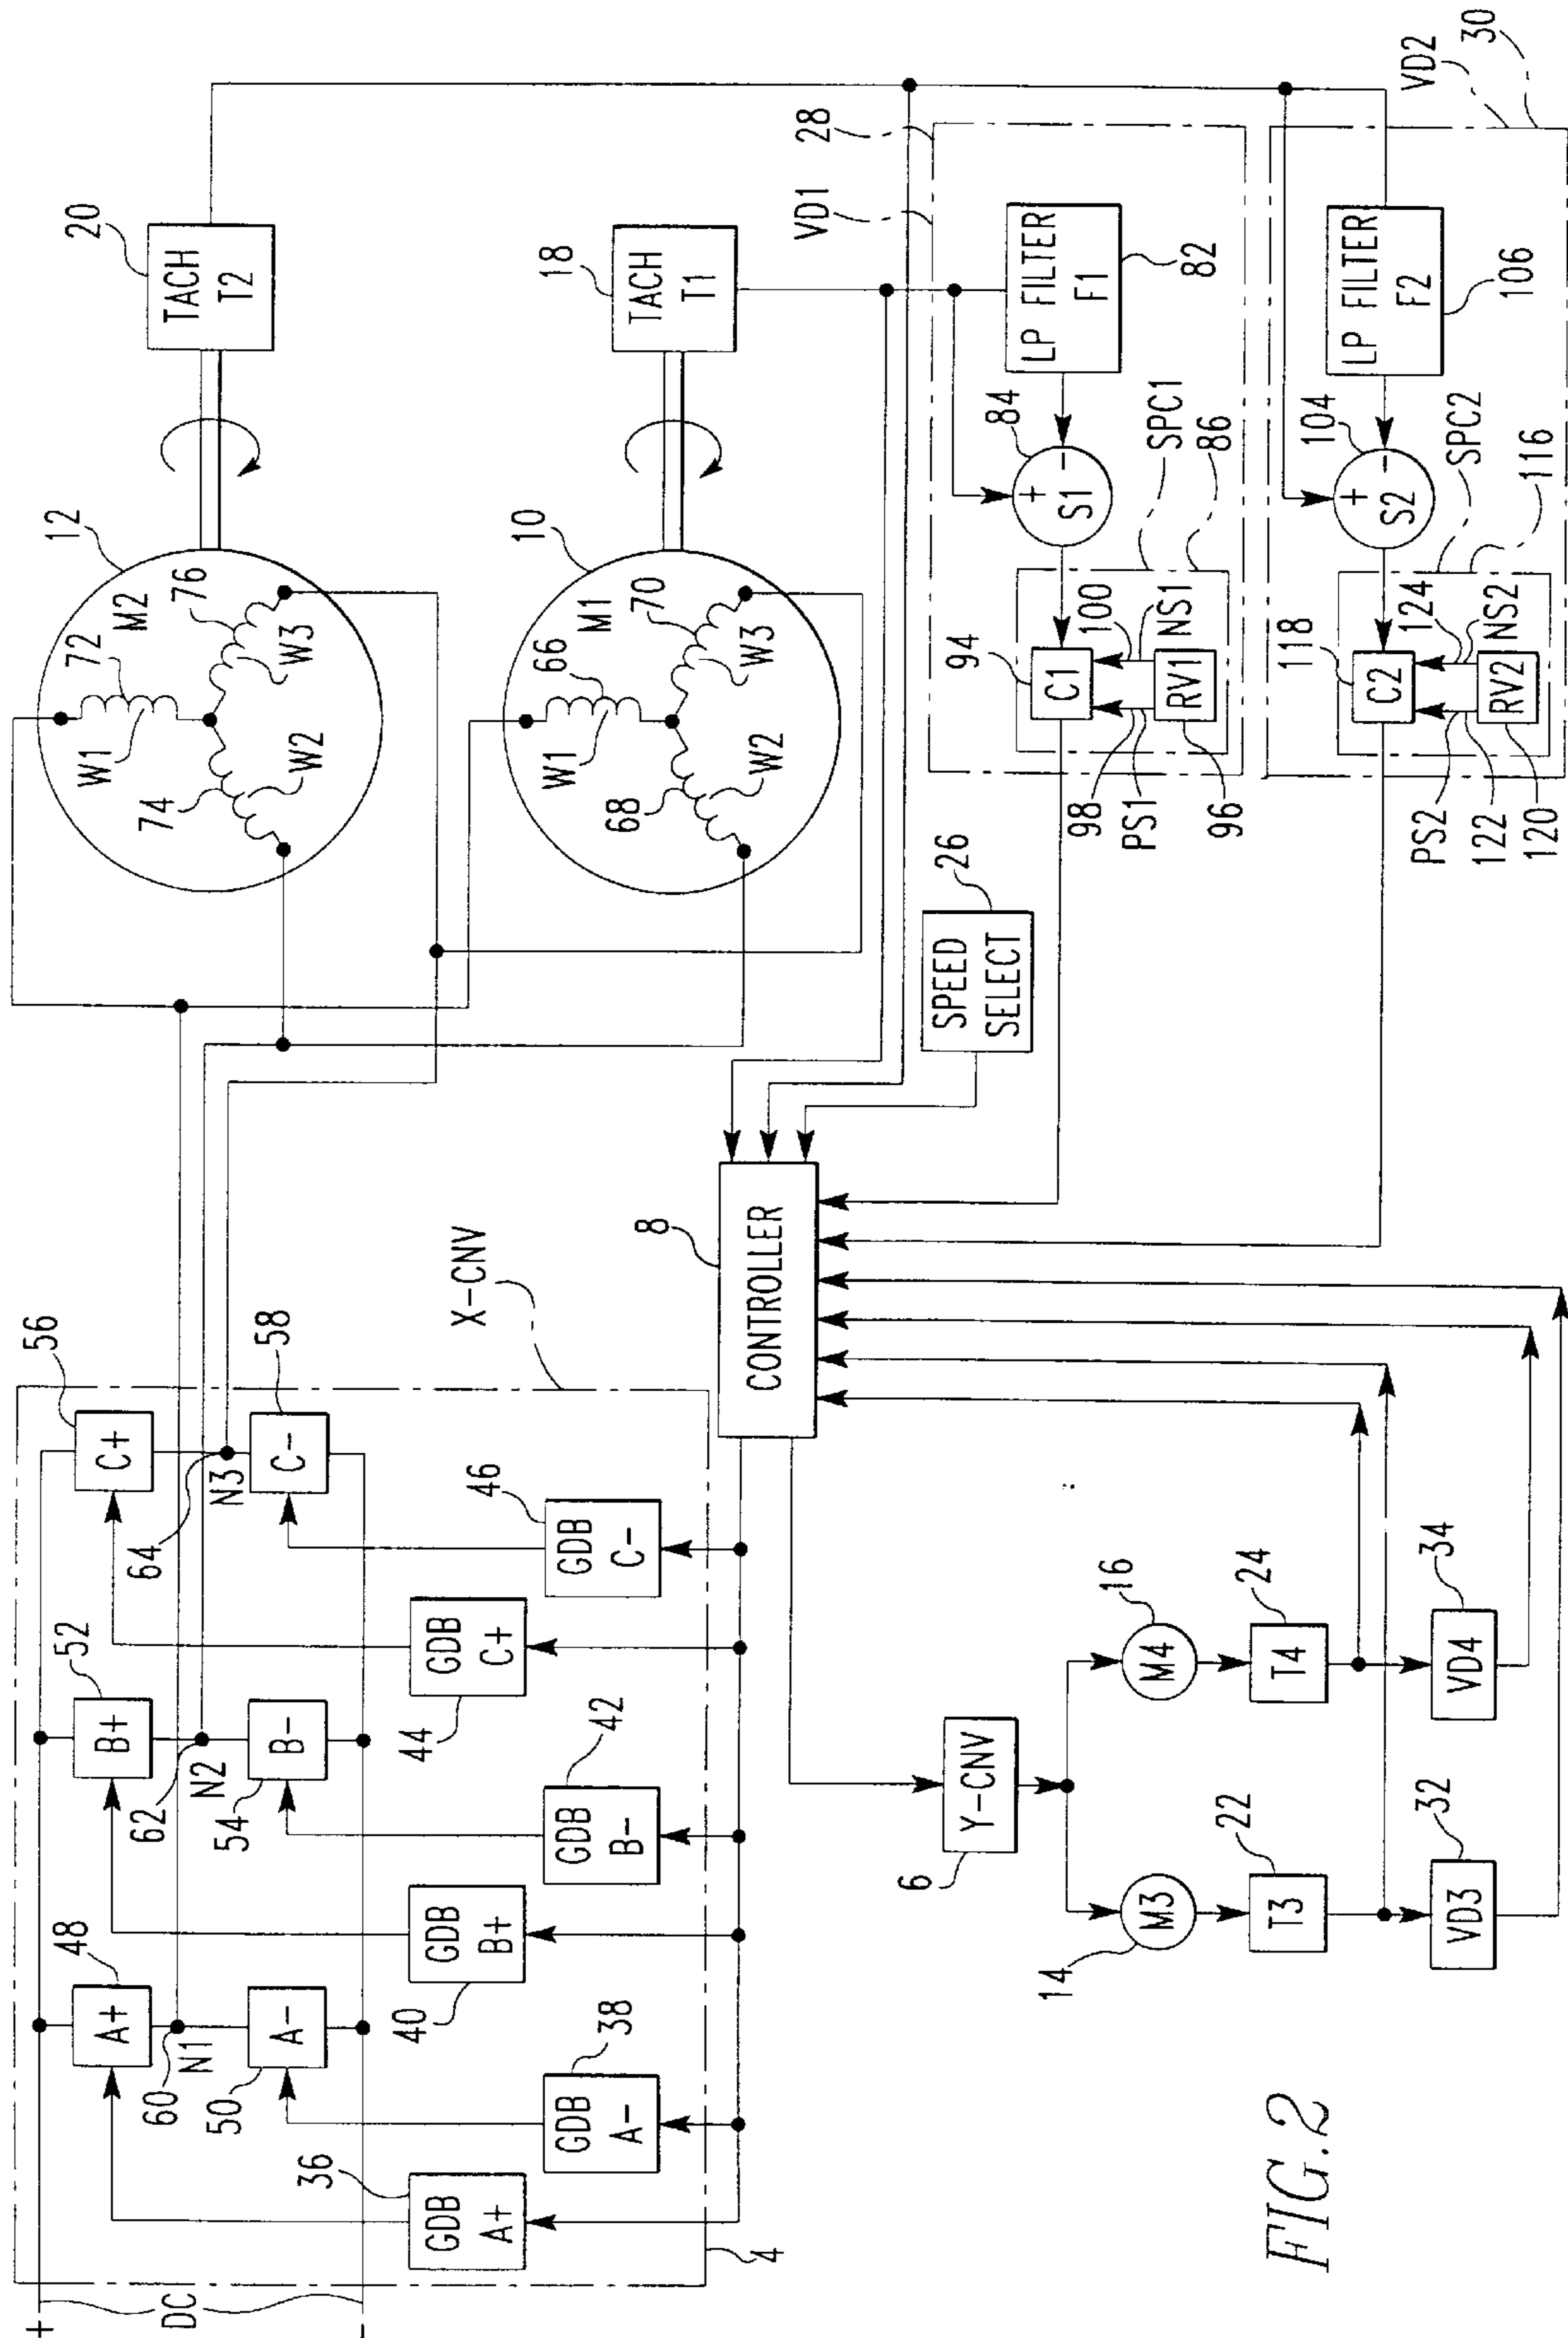 +
DC
-
4
X-CNV
A+
48
N1
60
A-
50
B+
52
N2
62
B-
54
C+
56
N3
64
C-
58
GDB
A+
36
GDB
A-
38
GDB
B+
40
GDB
B-
42
GDB
C+
44
GDB
C-
46
12
M2
72
W1
74
W2
76
W3
TACH
T2
20
10
M1
66
W1
68
W2
70
W3
TACH
T1
18
CONTROLLER
8
SPEED
SELECT
26
VD1
28
LP FILTER
F1
82
84
+
-
S1
SPC1
86
94
C1
100
NS1
98
PS1
RV1
96
VD2
30
LP FILTER
F2
106
104
+
-
S2
SPC2
116
118
C2
124
NS2
PS2
122
RV2
120
Y-CNV
6
M3
14
M4
16
T3
22
T4
24
VD3
32
VD4
34
FIG.2